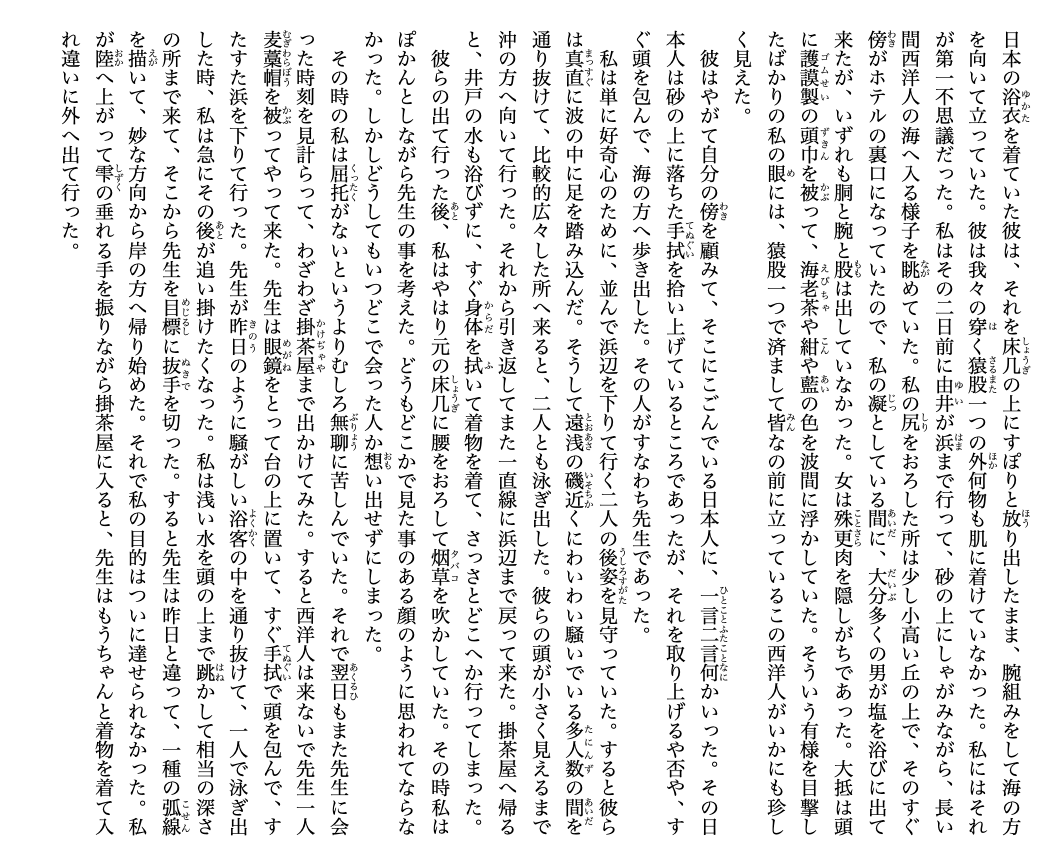 日本の浴衣を着ていた彼は、それを床几の上にすぽりと放り出したまま、腕組みをして海の方
を向いて立っていた。彼は我々の穿く猿股一つの外何物も肌に着けていなかった。私にはそれ
が第一不思議だった。私はその二日前に由井が浜まで行って、砂の上にしゃがみながら、長い
間西洋人の海へ入る様子を眺めていた。私の尻をおろした所は少し小高い丘の上で、そのすぐ
傍がホテルの裏口になっていたので、私の凝としている間に、大分多くの男が塩を浴びに出て
来たが、いずれも胴と腕と股は出していなかった。女は殊更肉を隠しがちであった。大抵は頭
に護謨製の頭巾を被って、海老茶や紺や藍の色を波間に浮かしていた。そういう有様を目撃し
たばかりの私の眼には、猿股一つで済まして皆なの前に立っているこの西洋人がいかにも珍し
く見えた。
彼はやがて自分の傍を顧みて、そこにこごんでいる日本人に、一言二言何かいった。その日
本人は砂の上に落ちた手拭を拾い上げているところであったが、それを取り上げるや否や、す
ぐ頭を包んで、海の方へ歩き出した。その人がすなわち先生であった。
私は単に好奇心のために、並んで浜辺を下りて行く二人の後姿を見守っていた。すると彼ら
は真直に波の中に足を踏み込んだ。そうして遠浅の磯近くにわいわい騒いでいる多人数の間を
通り抜けて、比較的広々した所へ来ると、二人とも泳ぎ出した。彼らの頭が小さく見えるまで
沖の方へ向いて行った。それから引き返してまた一直線に浜辺まで戻って来た。掛茶屋へ帰る
と、井戸の水も浴びずに、すぐ身体を拭いて着物を着て、さっさとどこへか行ってしまった。
彼らの出て行った後、私はやはり元の床几に腰をおろして烟草を吹かしていた。その時私は
ぽかんとしながら先生の事を考えた。どうもどこかで見た事のある顔のように思われてならな
かった。しかしどうしてもいつどこで会った人か想い出せずにしまった。
その時の私は屈托がないというよりむしろ無聊に苦しんでいた。それで翌日もまた先生に会
った時刻を見計らって、わざわざ掛茶屋まで出かけてみた。すると西洋人は来ないで先生一人
麦藁帽を被ってやって来た。先生は眼鏡をとって台の上に置いて、すぐ手拭で頭を包んで、す
たすた浜を下りて行った。先生が昨日のように騒がしい浴客の中を通り抜けて、一人で泳ぎ出
した時、私は急にその後が追い掛けたくなった。私は浅い水を頭の上まで跳かして相当の深さ
の所まで来て、そこから先生を目標に抜手を切った。すると先生は昨日と違って、一種の弧線
を描いて、妙な方向から岸の方へ帰り始めた。それで私の目的はついに達せられなかった。私
が陸へ上がって雫の垂れる手を振りながら掛茶屋に入ると、先生はもうちゃんと着物を着て入
れ違いに外へ出て行った。